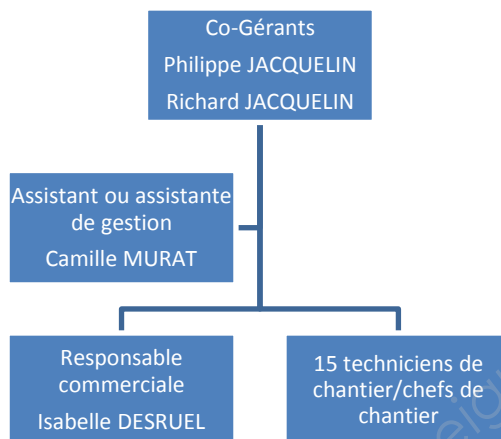 Co-Gérants
Philippe JACQUELIN
Richard JACQUELIN
Assistant ou assistante
de gestion
Camille MURAT
Responsable
commerciale
Isabelle DESRUEL
15 techniciens de
chantier/chefs de
chantier